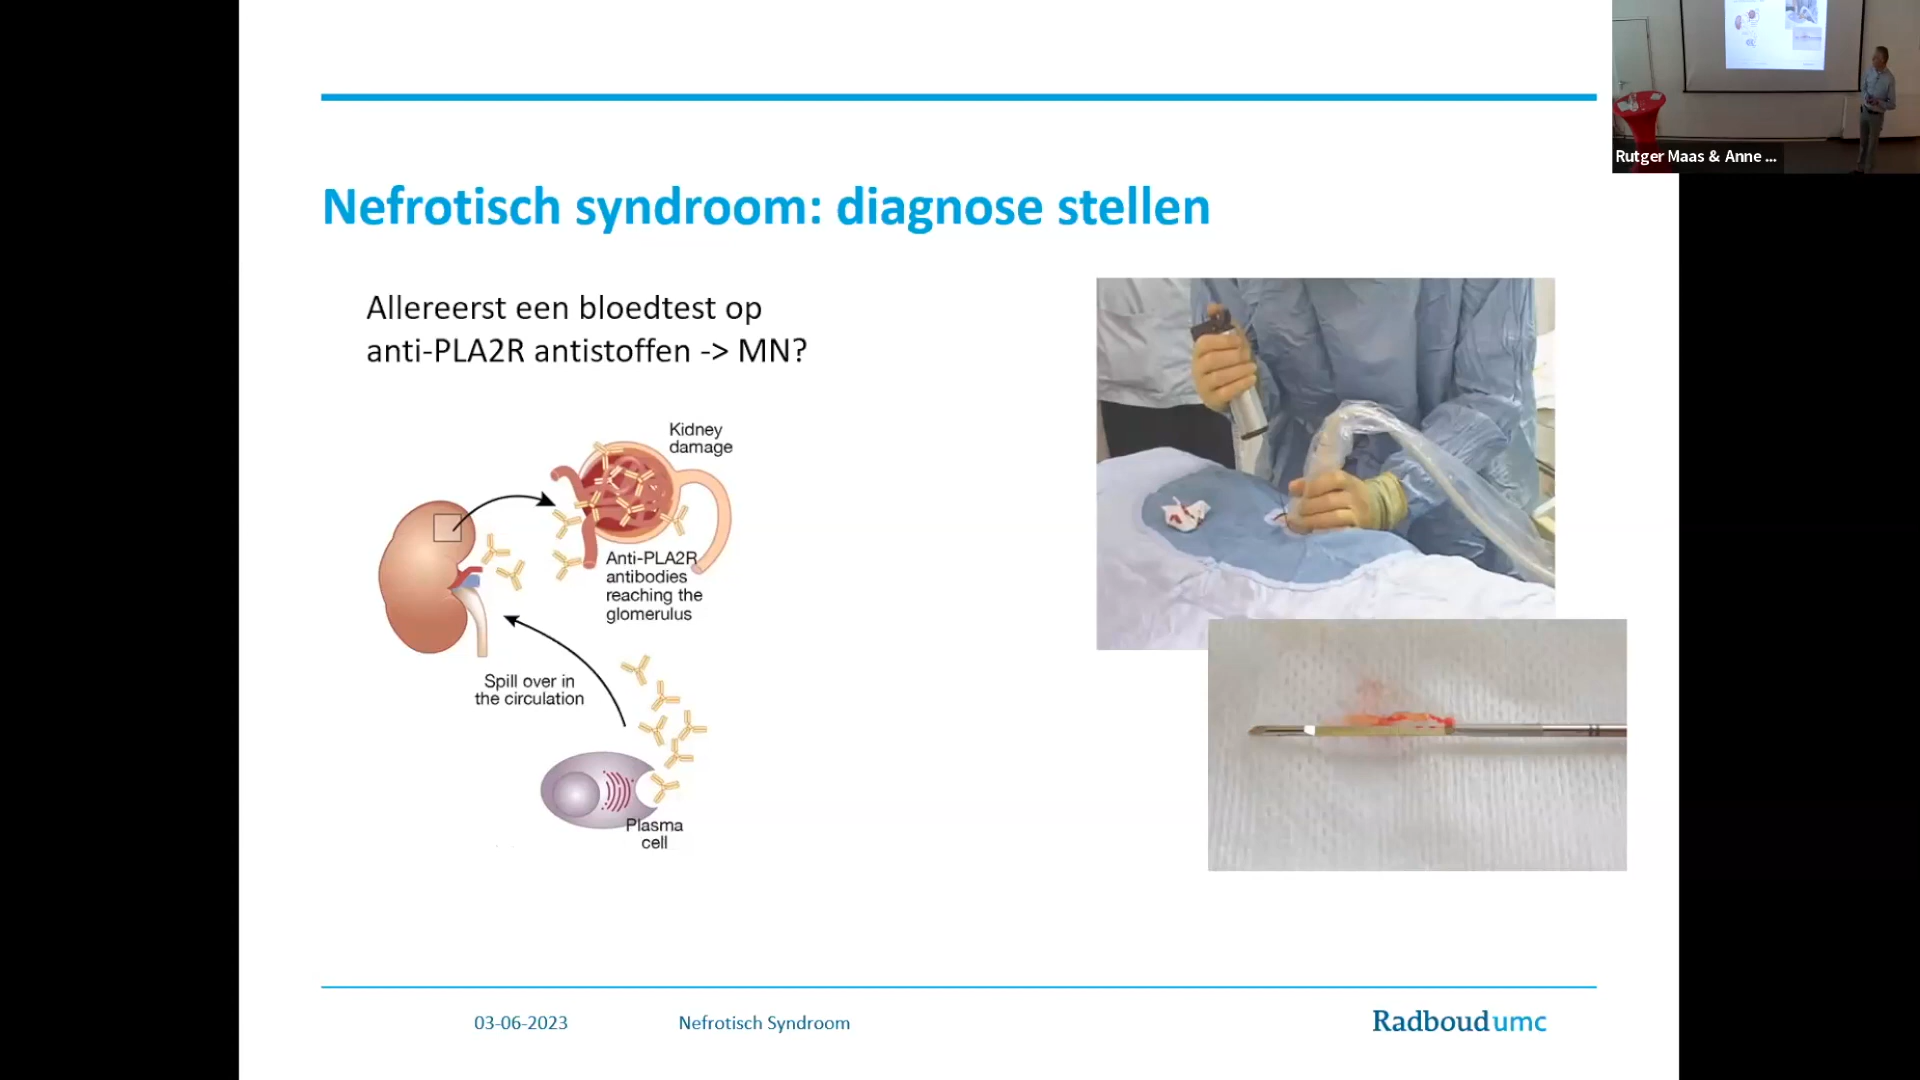 Rutger Maas & Anne ...
Nefrotisch syndroom: diagnose stellen
Allereerst een bloedtest op
anti-PLA2R antistoffen -> MN?
Kidney
damage
Anti-PLA2R
antibodies
reaching the
glomerulus
Spill over in
the circulation
Plasma
cell
03-06-2023
Nefrotisch Syndroom
Radboudumc